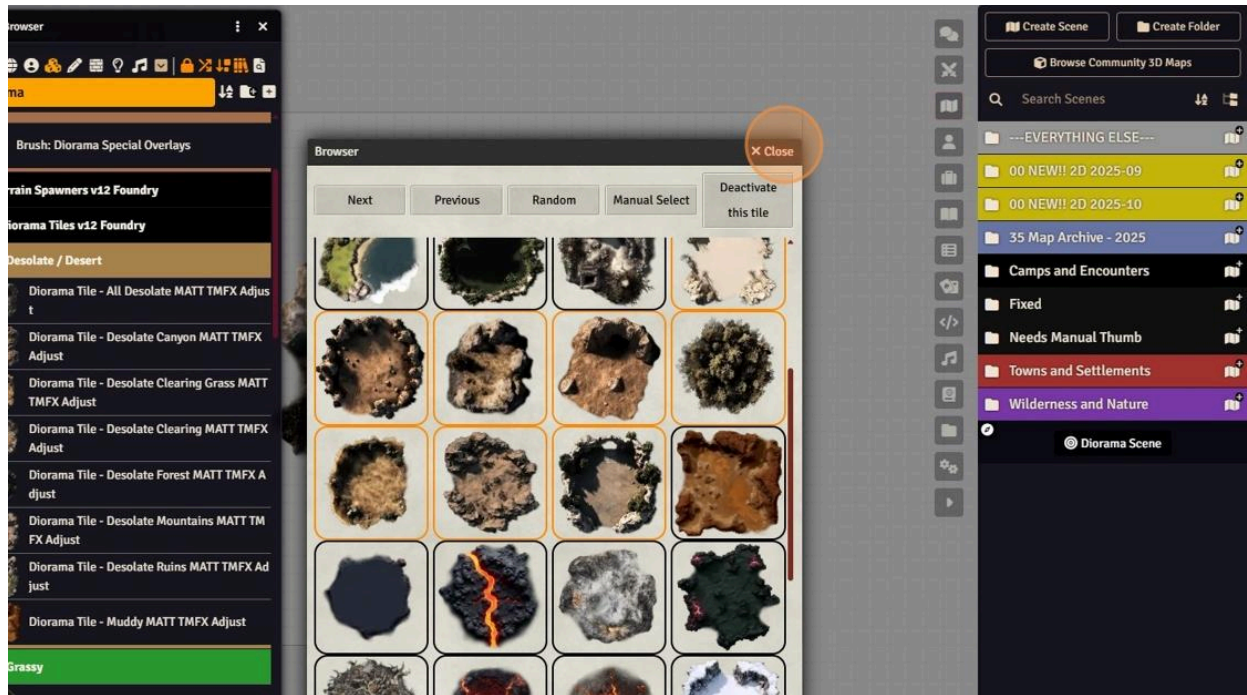 Browser
ma
Brush: Diorama Special Overlays
rrain Spawners v12 Foundry
Diorama Tiles v12 Foundry
Desolate / Desert
Diorama Tile - All Desolate MATT TMFX Adjus
t
Diorama Tile - Desolate Canyon MATT TMFX
Adjust
Diorama Tile - Desolate Clearing Grass MATT
TMFX Adjust
Diorama Tile - Desolate Clearing MATT TMFX
Adjust
Diorama Tile - Desolate Forest MATT TMFX A
djust
Diorama Tile - Desolate Mountains MATT TM
FX Adjust
Diorama Tile - Desolate Ruins MATT TMFX Ad
just
Diorama Tile - Muddy MATT TMFX Adjust
Grassy
Browser
Close
Next
Previous
Random
Manual Select
Deactivate
this tile
Create Scene
Create Folder
Browse Community 3D Maps
Search Scenes
---EVERYTHING ELSE---
00 NEW!! 2D 2025-09
00 NEW!! 2D 2025-10
35 Map Archive - 2025
Camps and Encounters
Fixed
Needs Manual Thumb
Towns and Settlements
Wilderness and Nature
Diorama Scene